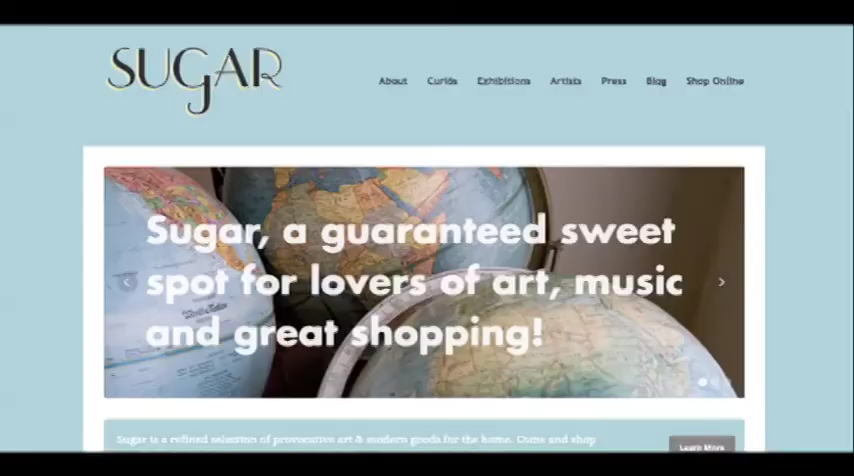 SUGAR
About Curios Exhibitions Artists Press Blog Shop Online
Sugar, a guaranteed sweet
spot for lovers of art, music
and great shopping!
Sugar is a refined selection of provocative art & modern goods for the home. Come and shop
Learn More